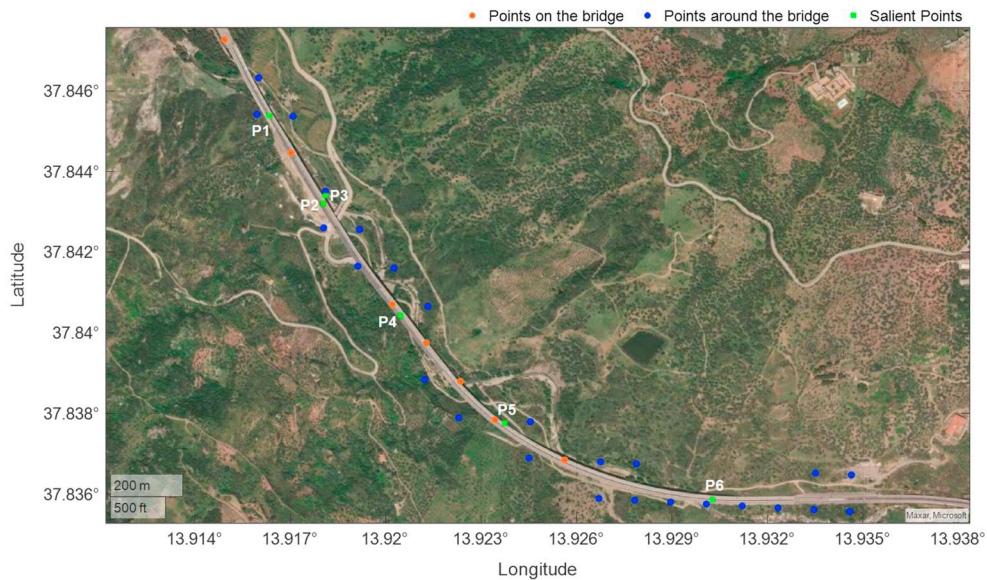 Points on the bridge Points around the bridge Salient Points
37.846°
37.844°
37.842°
37.84°
37.838°
37.836°
Latitude
P1
P3
P2
P4
P5
P6
200 m
500 ft
Maxar, Microsoft
13.914° 13.917° 13.92° 13.923° 13.926° 13.929° 13.932° 13.935° 13.938°
Longitude